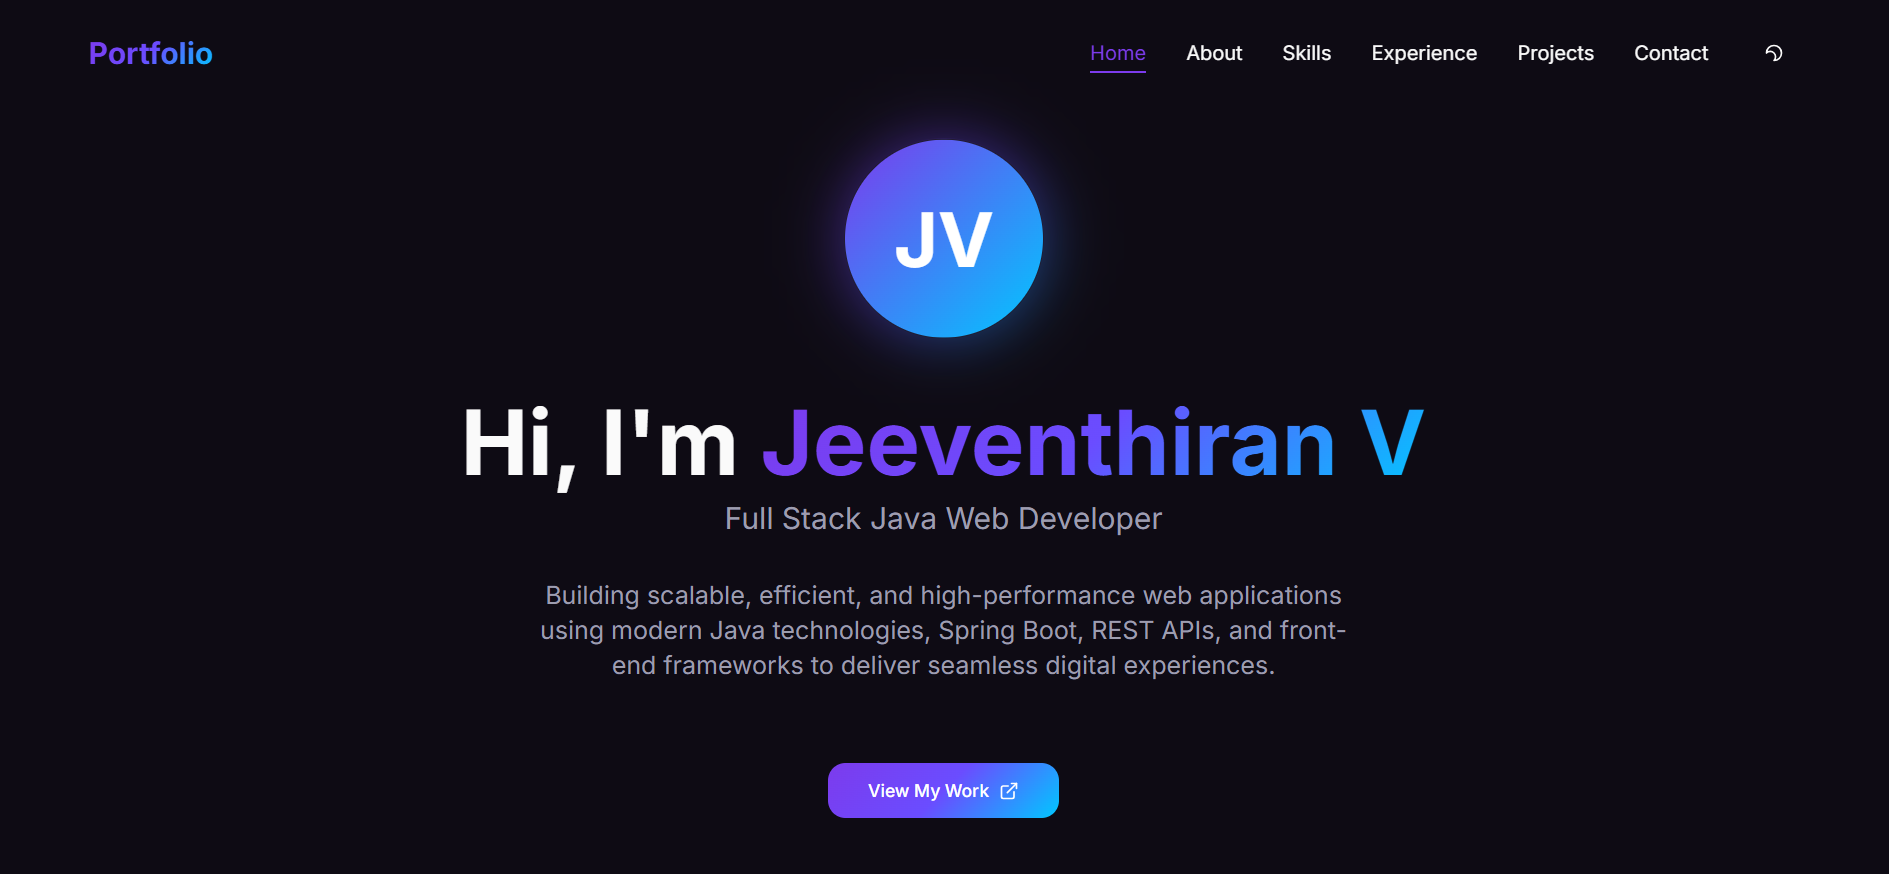 Portfolio
Home About Skills Experience Projects Contact
JV
Hi, I'm Jeeventhiran V
Full Stack Java Web Developer
Building scalable, efficient, and high-performance web applications
using modern Java technologies, Spring Boot, REST APIs, and front-
end frameworks to deliver seamless digital experiences.
View My Work